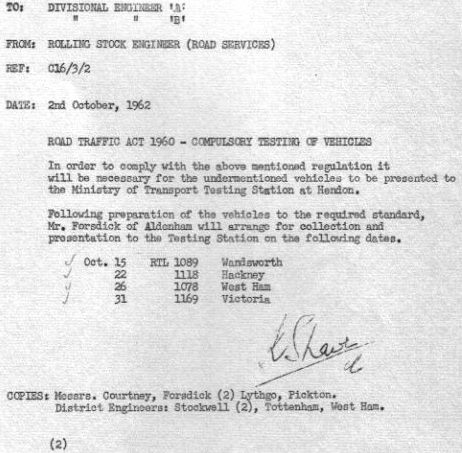 TO: DIVISIONAL ENGINEER 'A'
" " 'B'
FROM: ROLLING STOCK ENGINEER (ROAD SERVICES)
REF: C16/3/2
DATE: 2nd October, 1962
ROAD TRAFFIC ACT 1960 - COMPULSORY TESTING OF VEHICLES
In order to comply with the above mentioned regulation it
will be necessary for the undermentioned vehicles to be presented to
the Ministry of Transport Testing Station at Hendon.
Following preparation of the vehicles to the required standard,
Mr. Forsdick of Aldenham will arrange for collection and
presentation to the Testing Station on the following dates.
Oct. 15 RTL 1089 Wandsworth
22 1118 Hackney
26 1078 West Ham
31 1169 Victoria
K. Shave
COPIES: Messrs. Courtney, Forsdick (2) Lythgo, Pickton.
District Engineers: Stockwell (2), Tottenham, West Ham.
(2)